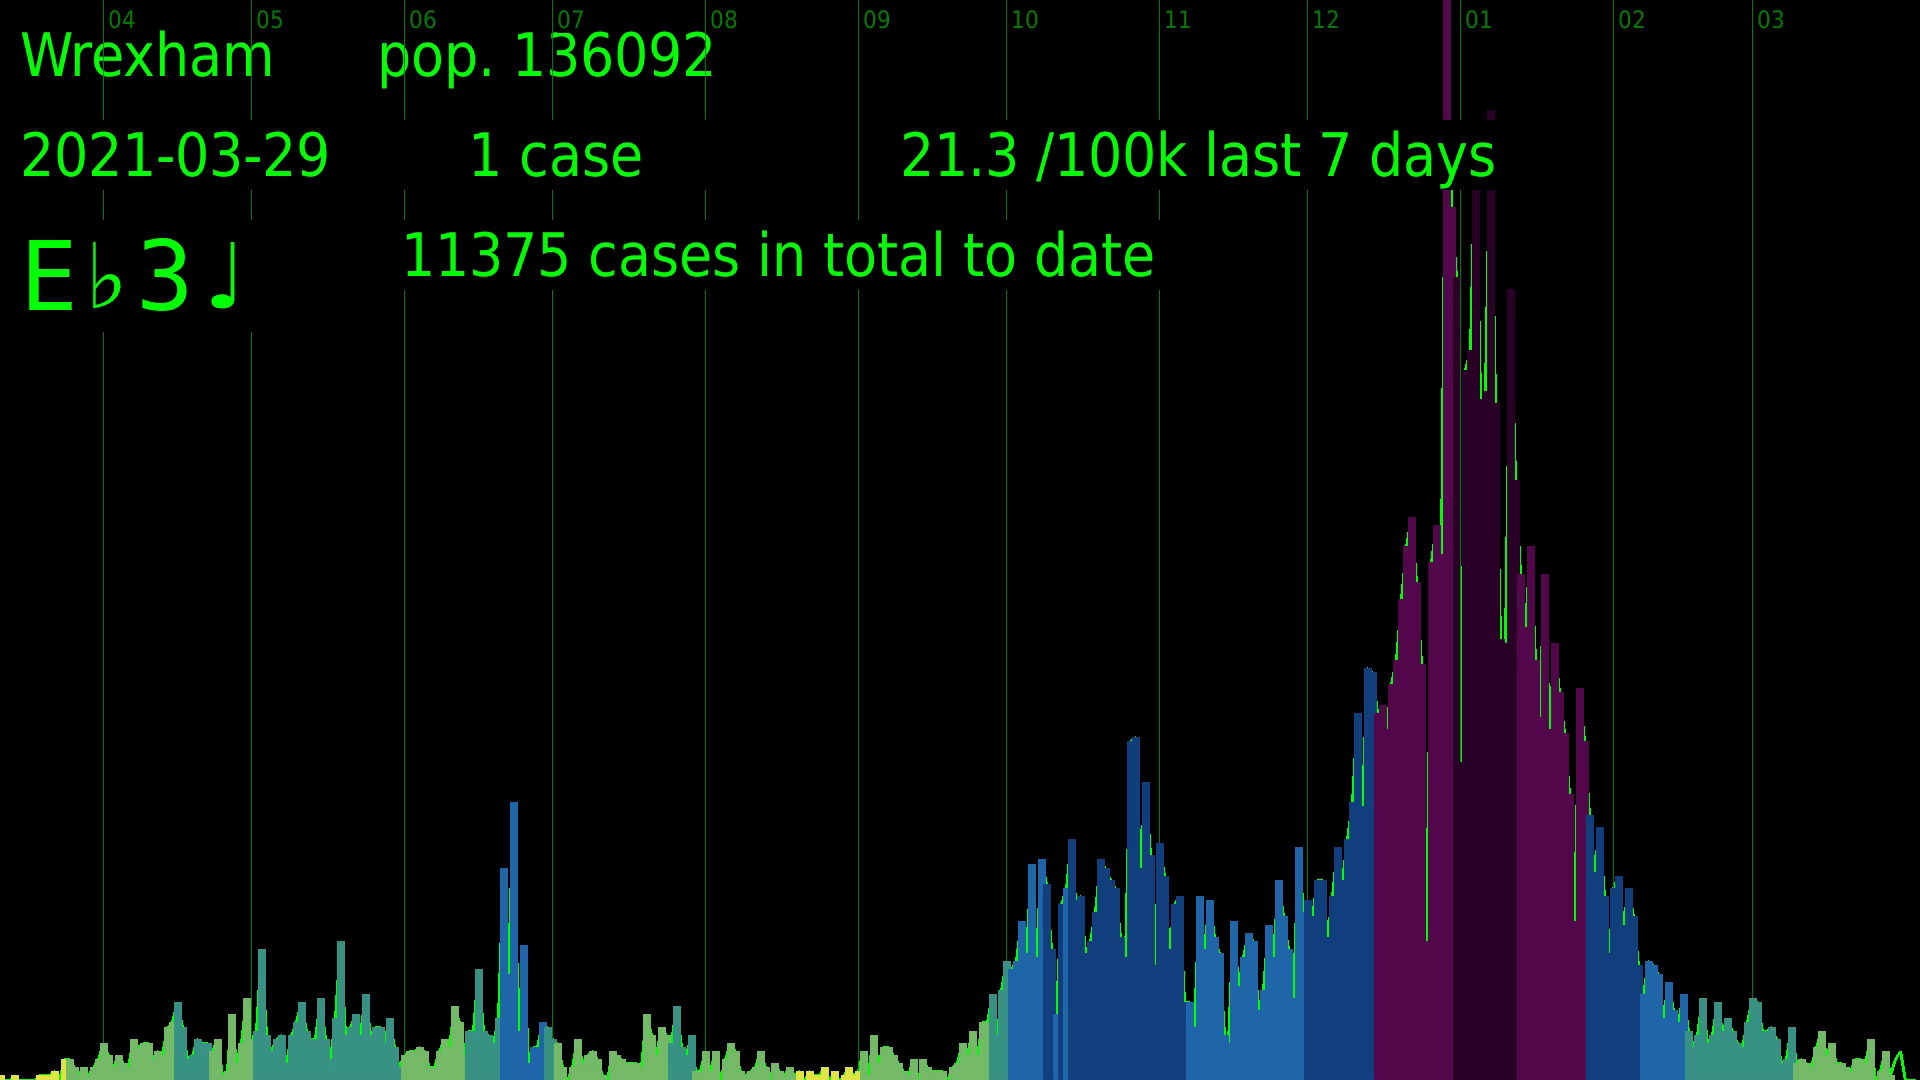 04 05 06 07 08 09 10 11 12 01 02 03
Wrexham pop. 136092
2021-03-29 1 case 21.3 /100k last 7 days
E♭3♩ 11375 cases in total to date